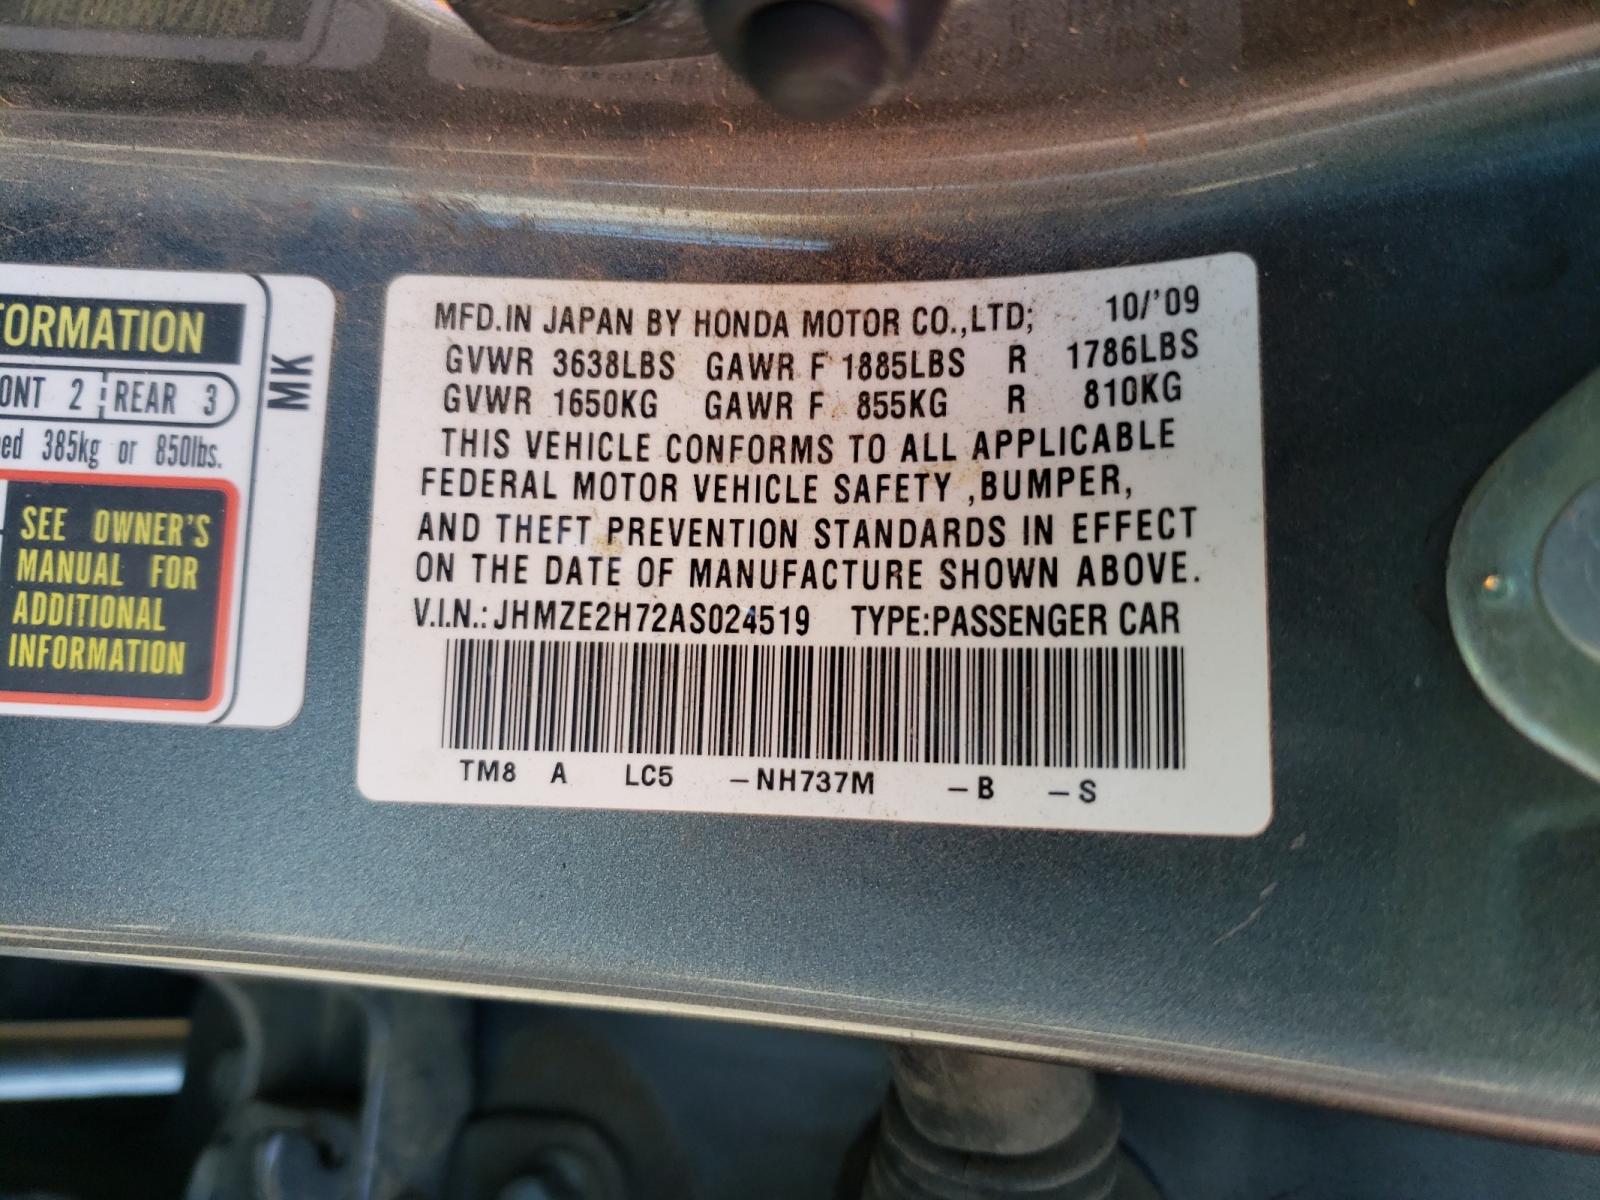 FORMATION
ONT 2 REAR 3
ed 385kg or 850lbs.
SEE OWNER'S
MANUAL FOR
ADDITIONAL
INFORMATION
MK
MFD.IN JAPAN BY HONDA MOTOR CO.,LTD; 10/'09
GVWR 3638LBS GAWR F 1885LBS R 1786LBS
GVWR 1650KG GAWR F 855KG R 810KG
THIS VEHICLE CONFORMS TO ALL APPLICABLE
FEDERAL MOTOR VEHICLE SAFETY ,BUMPER,
AND THEFT PREVENTION STANDARDS IN EFFECT
ON THE DATE OF MANUFACTURE SHOWN ABOVE.
V.I.N.: JHMZE2H72AS024519 TYPE:PASSENGER CAR
TM8 A LC5 -NH737M -B -S